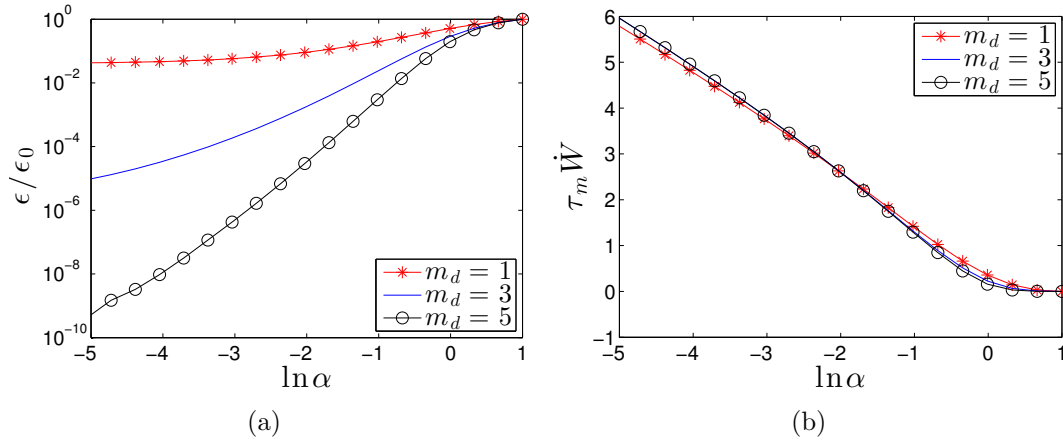 10^0
10^{-2}
10^{-4}
10^{-6}
10^{-8}
10^{-10}
ϵ/ϵ_0
m_d = 1
m_d = 3
m_d = 5
−5 −4 −3 −2 −1 0 1
ln α
(a)
6
5
4
3
2
1
0
−1
τ_m Ẇ
m_d = 1
m_d = 3
m_d = 5
−5 −4 −3 −2 −1 0 1
ln α
(b)